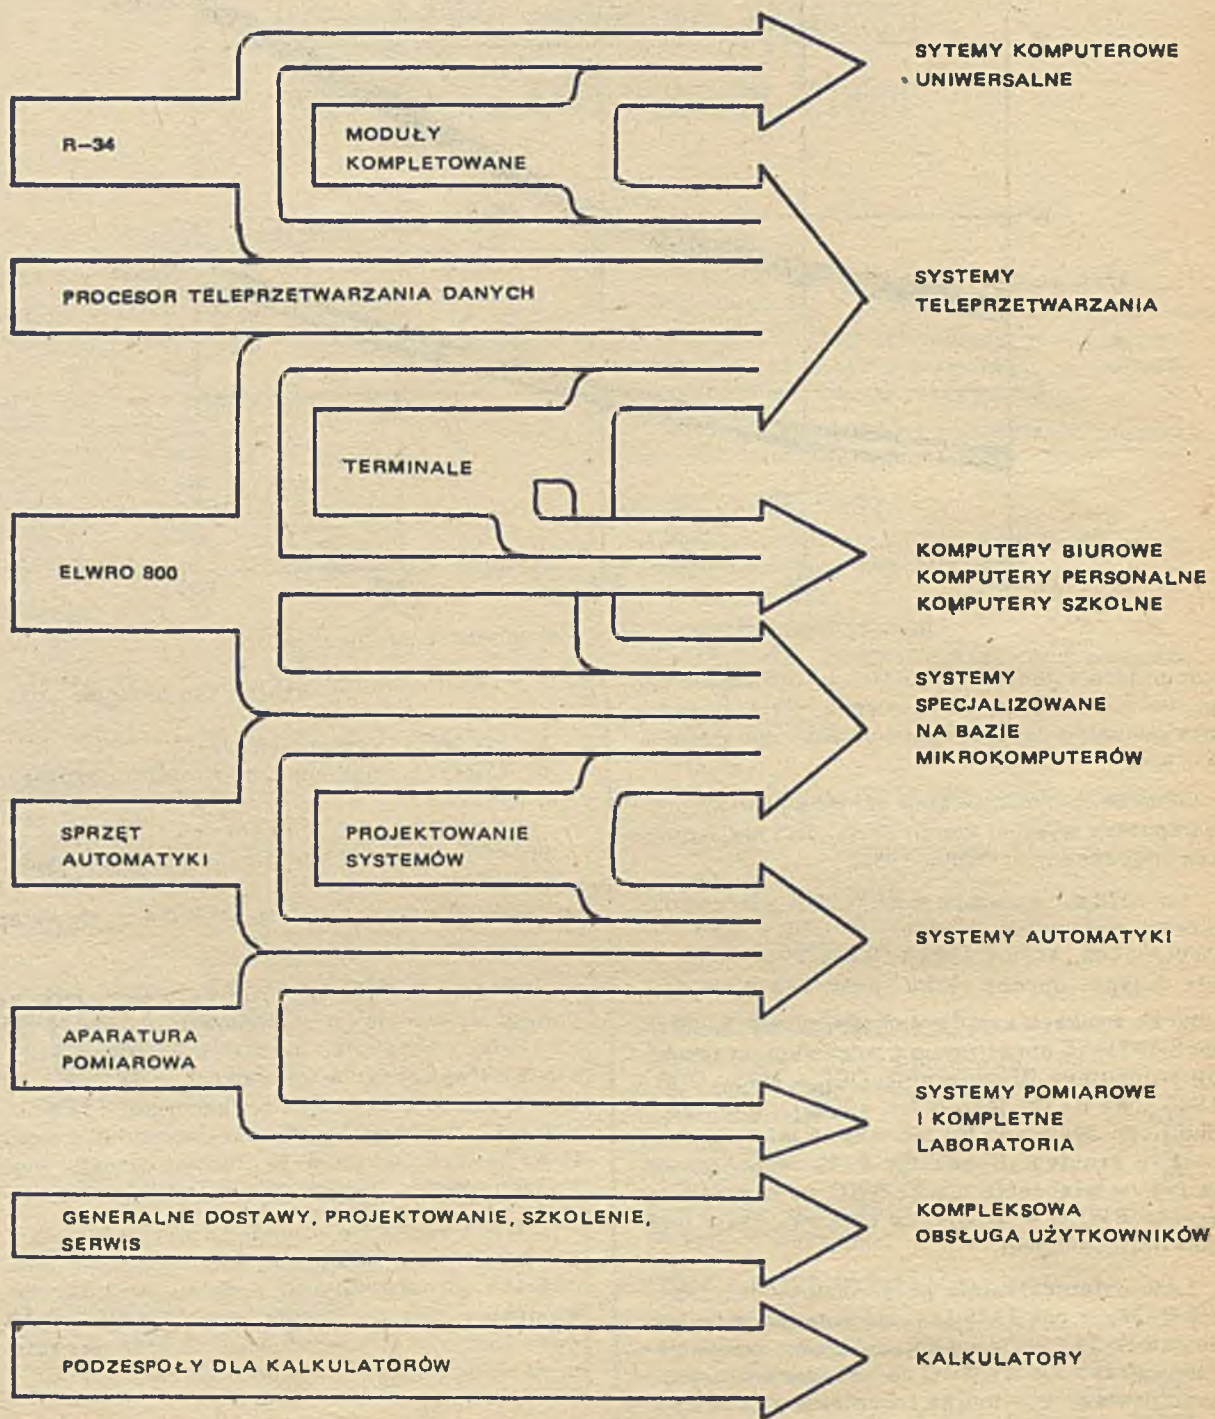 SYTEMY KOMPUTEROWE
UNIWERSALNE
R–34
MODUŁY
KOMPLETOWANE
PROCESOR TELEPRZETWARZANIA DANYCH
SYSTEMY
TELEPRZETWARZANIA
TERMINALE
ELWRO 800
KOMPUTERY BIUROWE
KOMPUTERY PERSONALNE
KOMPUTERY SZKOLNE
SYSTEMY
SPECJALIZOWANE
NA BAZIE
MIKROKOMPUTERÓW
SPRZĘT
AUTOMATYKI
PROJEKTOWANIE
SYSTEMÓW
SYSTEMY AUTOMATYKI
APARATURA
POMIAROWA
SYSTEMY POMIAROWE
I KOMPLETNE
LABORATORIA
GENERALNE DOSTAWY, PROJEKTOWANIE, SZKOLENIE,
SERWIS
KOMPLEKSOWA
OBSŁUGA UŻYTKOWNIKÓW
PODZESPOŁY DLA KALKULATORÓW
KALKULATORY